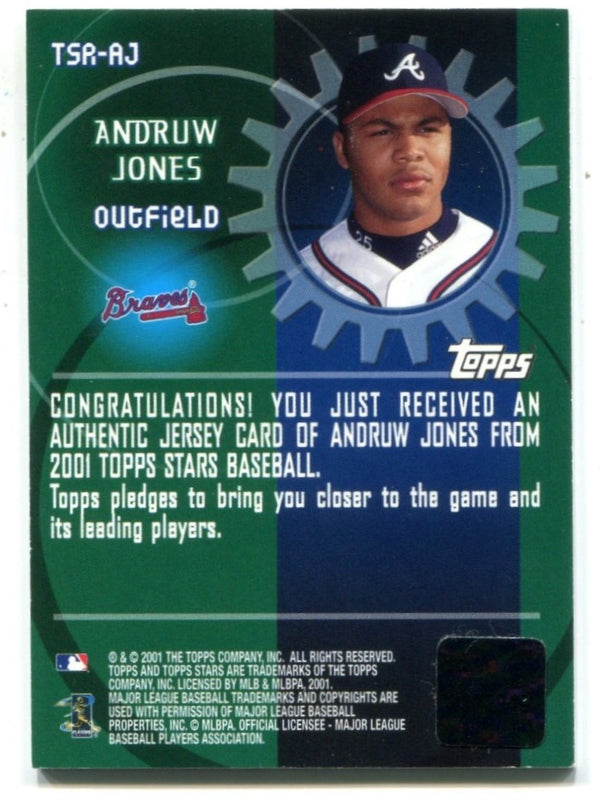 TSR-AJ
ANDRUW
JONES
OUTFIELD
A
25
adidas
Braves®
TOPPS
CONGRATULATIONS! YOU JUST RECEIVED AN
AUTHENTIC JERSEY CARD OF ANDRUW JONES FROM
2001 TOPPS STARS BASEBALL.
Topps pledges to bring you closer to the game and
its leading players.
® & © 2001 THE TOPPS COMPANY, INC. ALL RIGHTS RESERVED.
TOPPS AND TOPPS STARS ARE TRADEMARKS OF THE TOPPS
COMPANY, INC. LICENSED BY MLB & MLBPA, 2001.
MAJOR LEAGUE BASEBALL TRADEMARKS AND COPYRIGHTS ARE
USED WITH PERMISSION OF MAJOR LEAGUE BASEBALL
PROPERTIES, INC. © MLBPA. OFFICIAL LICENSEE - MAJOR LEAGUE
BASEBALL PLAYERS ASSOCIATION.